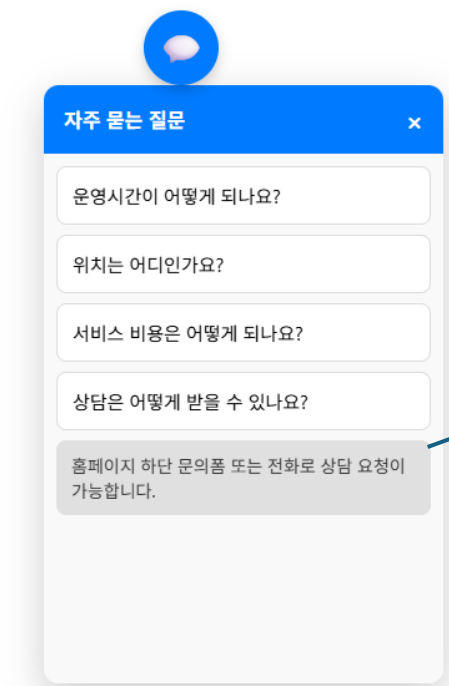 자주 묻는 질문 ×
운영시간이 어떻게 되나요?
위치는 어디인가요?
서비스 비용은 어떻게 되나요?
상담은 어떻게 받을 수 있나요?
홈페이지 하단 문의폼 또는 전화로 상담 요청이
가능합니다.